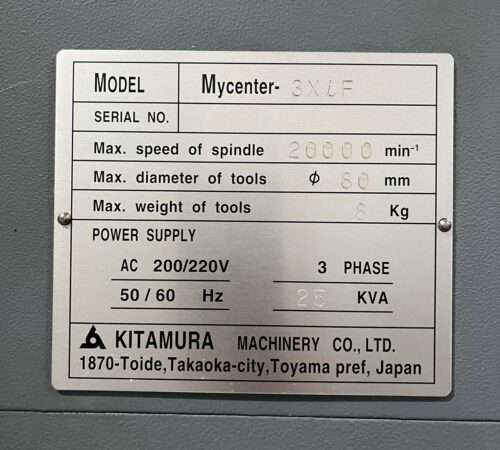 MODEL Mycenter- 3XLF
SERIAL NO.
Max. speed of spindle 20000 min-1
Max. diameter of tools ϕ 80 mm
Max. weight of tools 8 Kg
POWER SUPPLY
AC 200/220V 3 PHASE
50/60 Hz 25 KVA
KITAMURA MACHINERY CO., LTD.
1870-Toide,Takaoka-city,Toyama pref, Japan